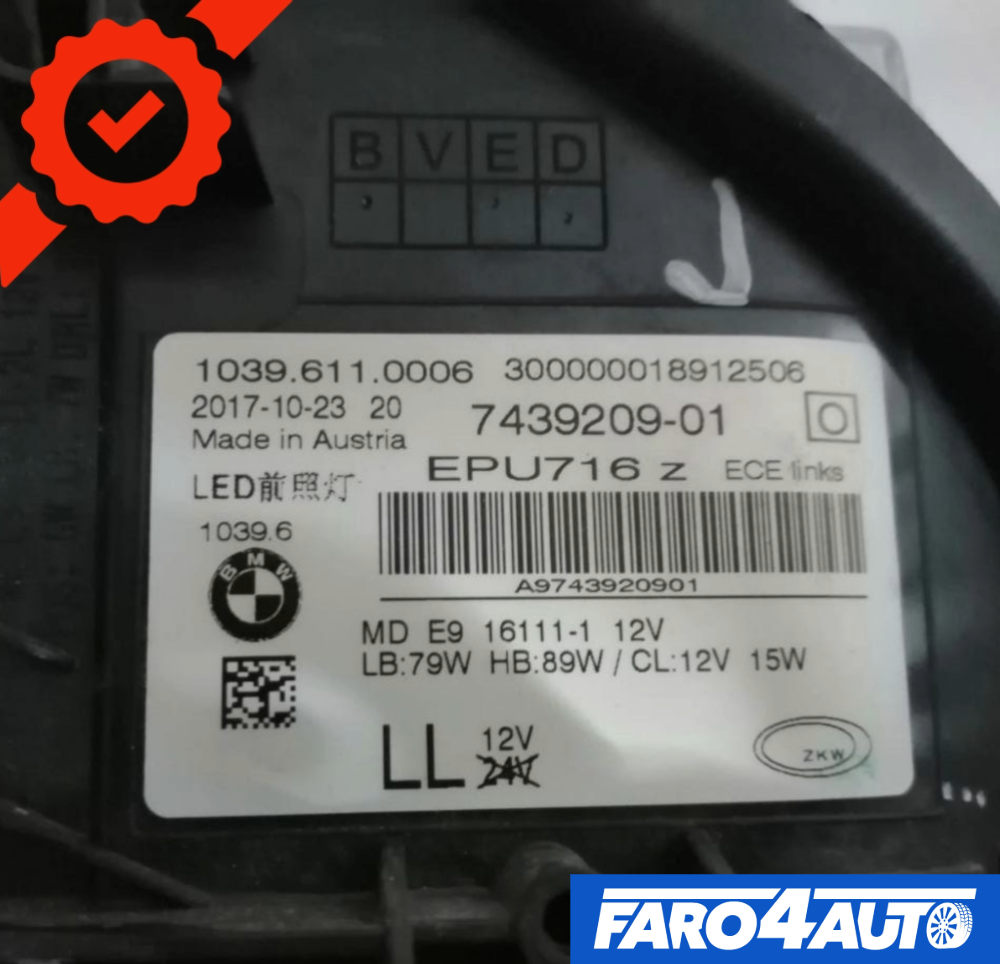 B V E D
1039.611.0006 300000018912506
2017-10-23 20 7439209-01 O
Made in Austria
EPU716 z ECE links
LED前照灯
1039.6
BMW
A9743920901
MD E9 16111-1 12V
LB:79W HB:89W / CL:12V 15W
LL 12V
24V
ZKW
FARO4AUTO